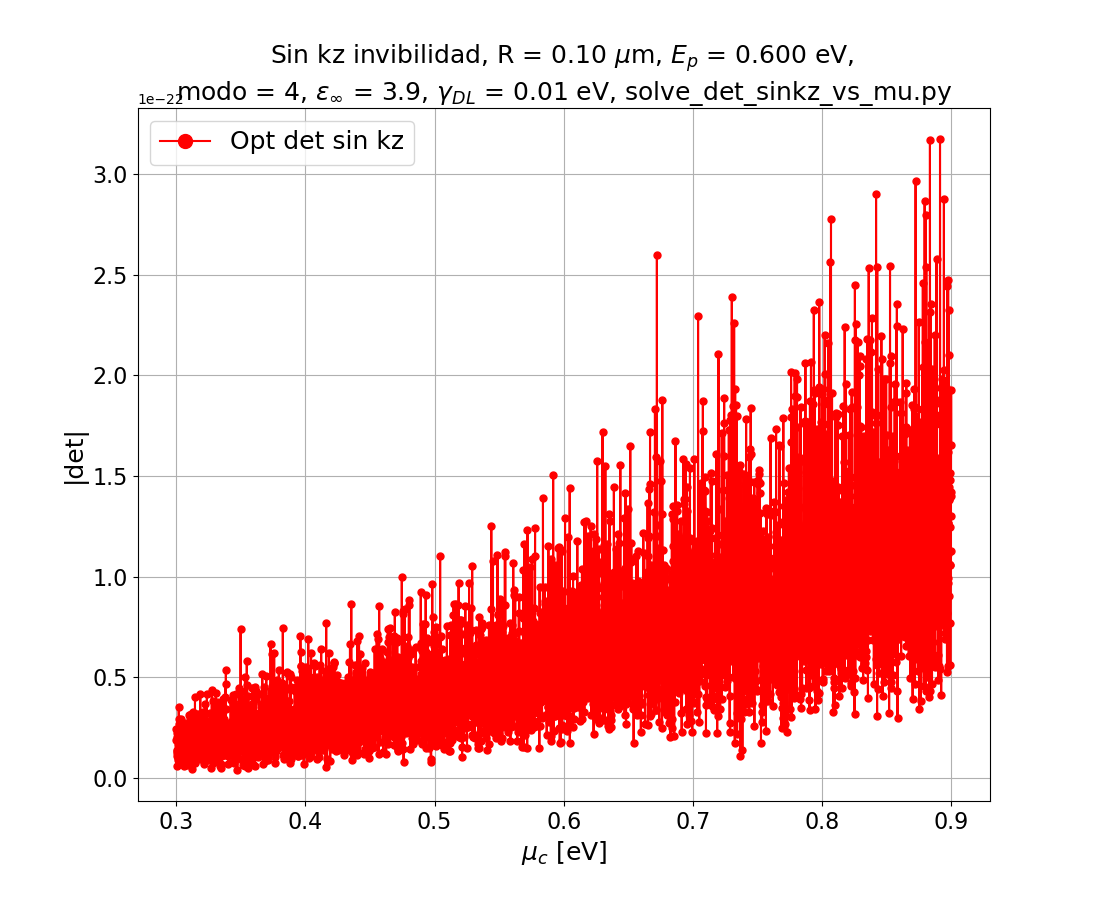 Sin kz invibilidad, R = 0.10 μm, E_p = 0.600 eV,
modo = 4, ε_∞ = 3.9, γ_DL = 0.01 eV, solve_det_sinkz_vs_mu.py
1e−22
Opt det sin kz
3.0
2.5
2.0
1.5
1.0
0.5
0.0
|det|
0.3 0.4 0.5 0.6 0.7 0.8 0.9
μ_c [eV]